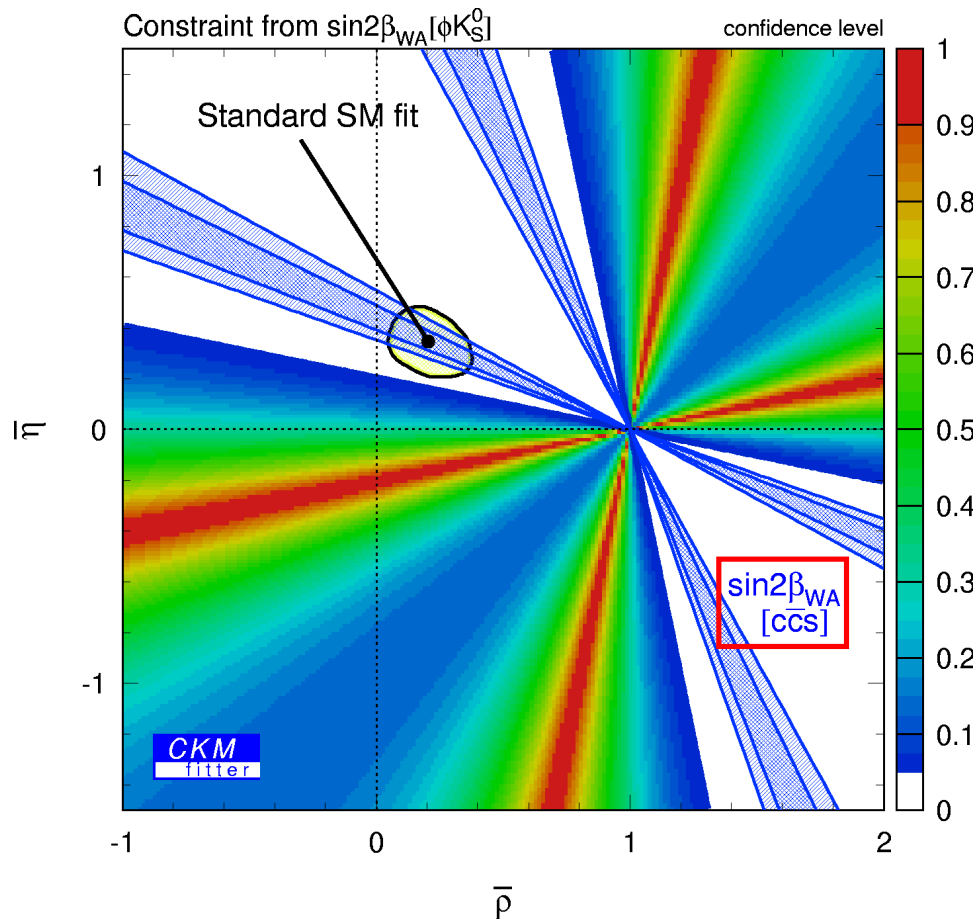 Constraint from sin2β_WA[ϕK_S^0]
confidence level
Standard SM fit
1
0
-1
η̅
-1
0
1
2
ρ̅
sin2β_WA
[cc̅s]
CKM
fitter
1
0.9
0.8
0.7
0.6
0.5
0.4
0.3
0.2
0.1
0